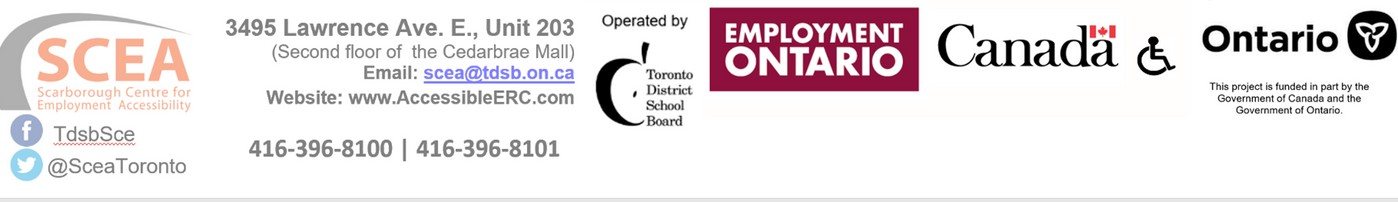 SCEA
Scarborough Centre for
Employment Accessibility
TdsbSce
@SceaToronto
3495 Lawrence Ave. E., Unit 203
(Second floor of the Cedarbrae Mall)
Email: scea@tdsb.on.ca
Website: www.AccessibleERC.com
416-396-8100 | 416-396-8101
Operated by
Toronto
District
School
Board
EMPLOYMENT
ONTARIO
Canada
Ontario
This project is funded in part by the
Government of Canada and the
Government of Ontario.